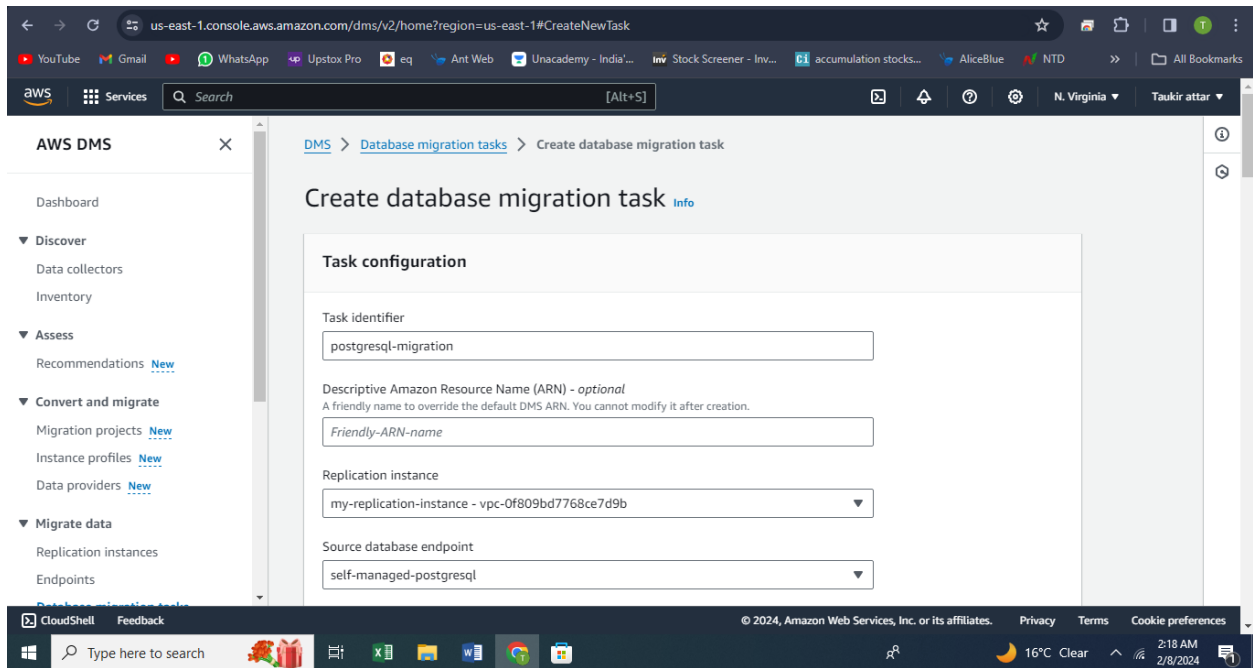 us-east-1.console.aws.amazon.com/dms/v2/home?region=us-east-1#CreateNewTask
T
YouTube Gmail WhatsApp Upstox Pro eq Ant Web Unacademy - India'... Stock Screener - Inv... accumulation stocks... AliceBlue NTD » All Bookmarks
aws Services Search [Alt+S] N. Virginia Taukir attar
AWS DMS
Dashboard
Discover
Data collectors
Inventory
Assess
Recommendations New
Convert and migrate
Migration projects New
Instance profiles New
Data providers New
Migrate data
Replication instances
Endpoints
Database migration tasks
DMS > Database migration tasks > Create database migration task
Create database migration task Info
Task configuration
Task identifier
postgresql-migration
Descriptive Amazon Resource Name (ARN) - optional
A friendly name to override the default DMS ARN. You cannot modify it after creation.
Friendly-ARN-name
Replication instance
my-replication-instance - vpc-0f809bd7768ce7d9b
Source database endpoint
self-managed-postgresql
CloudShell Feedback © 2024, Amazon Web Services, Inc. or its affiliates. Privacy Terms Cookie preferences
Type here to search 16°C Clear 2:18 AM
2/8/2024